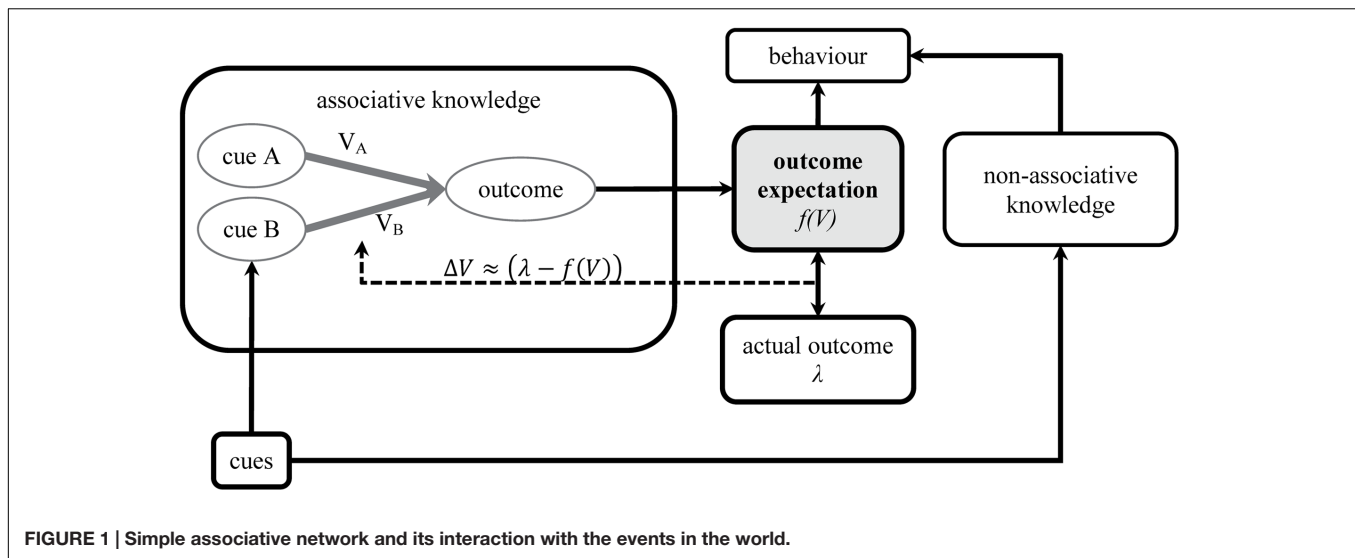 behaviour
associative knowledge
V_A
cue A
outcome
cue B
V_B
outcome
expectation
f(V)
non-associative
knowledge
ΔV ≈ (λ − f(V))
actual outcome
λ
cues
FIGURE 1 | Simple associative network and its interaction with the events in the world.